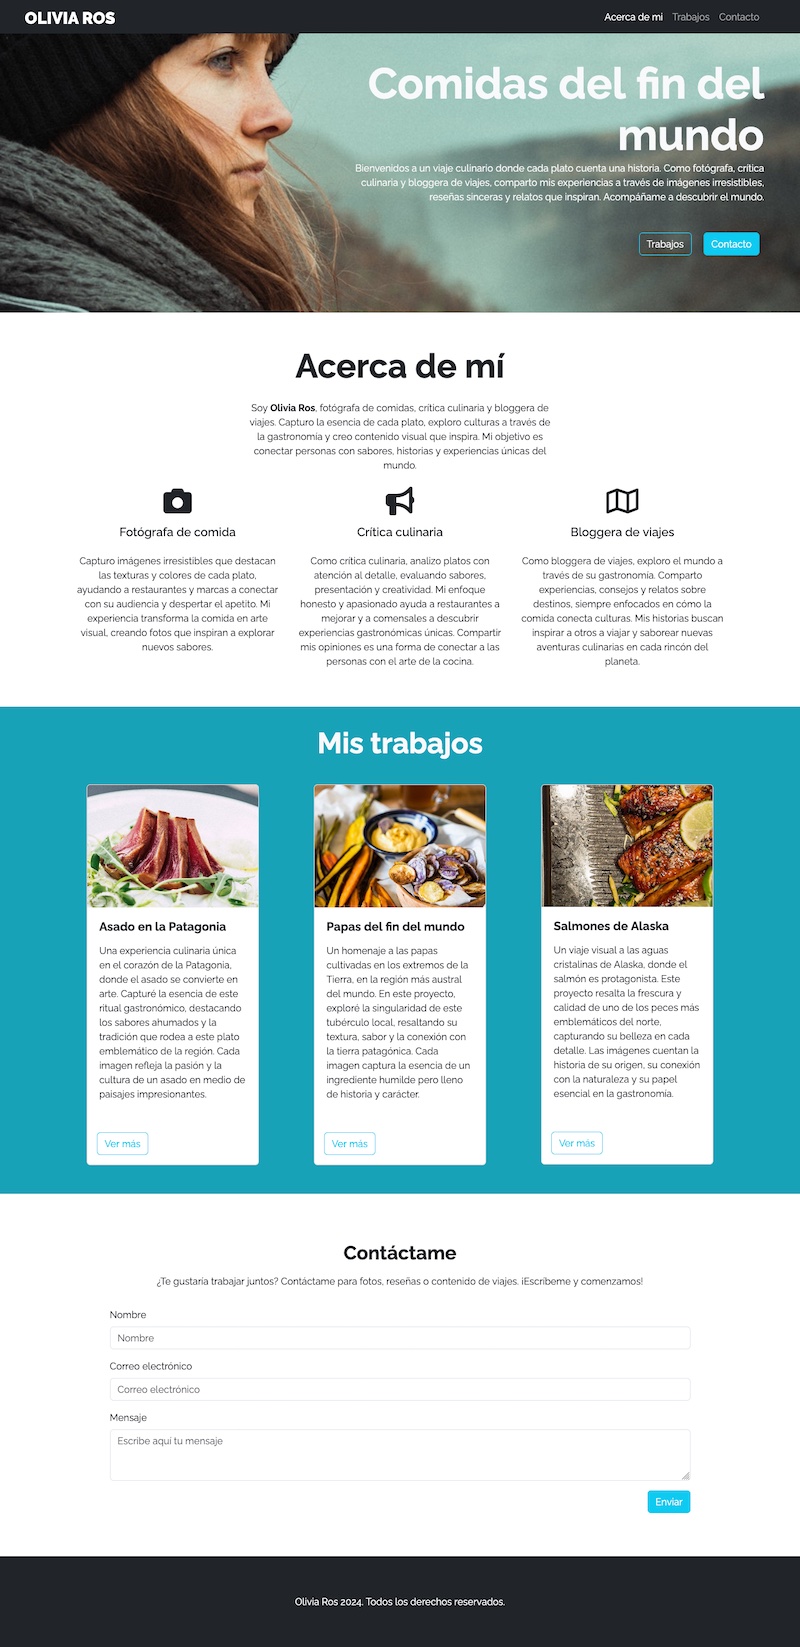 OLIVIA ROS
Acerca de mi
Trabajos
Contacto
Comidas del fin del
mundo
Bienvenidos a un viaje culinario donde cada plato cuenta una historia. Como fotógrafa, crítica
culinaria y bloggera de viajes, comparto mis experiencias a través de imágenes irresistibles,
reseñas sinceras y relatos que inspiran. Acompáñame a descubrir el mundo.
Trabajos
Contacto
Acerca de mí
Soy Olivia Ros, fotógrafa de comidas, crítica culinaria y bloggera de
viajes. Capturo la esencia de cada plato, exploro culturas a través de
la gastronomía y creo contenido visual que inspira. Mi objetivo es
conectar personas con sabores, historias y experiencias únicas del
mundo.
Fotógrafa de comida
Capturo imágenes irresistibles que destacan
las texturas y colores de cada plato,
ayudando a restaurantes y marcas a conectar
con su audiencia y despertar el apetito. Mi
experiencia transforma la comida en arte
visual, creando fotos que inspiran a explorar
nuevos sabores.
Crítica culinaria
Como crítica culinaria, analizo platos con
atención al detalle, evaluando sabores,
presentación y creatividad. Mi enfoque
honesto y apasionado ayuda a restaurantes a
mejorar y a comensales a descubrir
experiencias gastronómicas únicas. Compartir
mis opiniones es una forma de conectar a las
personas con el arte de la cocina.
Bloggera de viajes
Como bloggera de viajes, exploro el mundo a
través de su gastronomía. Comparto
experiencias, consejos y relatos sobre
destinos, siempre enfocados en cómo la
comida conecta culturas. Mis historias buscan
inspirar a otros a viajar y saborear nuevas
aventuras culinarias en cada rincón del
planeta.
Mis trabajos
Asado en la Patagonia
Una experiencia culinaria única
en el corazón de la Patagonia,
donde el asado se convierte en
arte. Capturé la esencia de este
ritual gastronómico, destacando
los sabores ahumados y la
tradición que rodea a este plato
emblemático de la región. Cada
imagen refleja la pasión y la
cultura de un asado en medio de
paisajes impresionantes.
Ver más
Papas del fin del mundo
Un homenaje a las papas
cultivadas en los extremos de la
Tierra, en la región más austral
del mundo. En este proyecto,
exploré la singularidad de este
tubérculo local, resaltando su
textura, sabor y la conexión con
la tierra patagónica. Cada
imagen captura la esencia de un
ingrediente humilde pero lleno
de historia y carácter.
Ver más
Salmones de Alaska
Un viaje visual a las aguas
cristalinas de Alaska, donde el
salmón es protagonista. Este
proyecto resalta la frescura y
calidad de uno de los peces más
emblemáticos del norte,
capturando su belleza en cada
detalle. Las imágenes cuentan la
historia de su origen, su conexión
con la naturaleza y su papel
esencial en la gastronomía.
Ver más
Contáctame
¿Te gustaría trabajar juntos? Contáctame para fotos, reseñas o contenido de viajes. ¡Escríbeme y comenzamos!
Nombre
Nombre
Correo electrónico
Correo electrónico
Mensaje
Escribe aquí tu mensaje
Enviar
Olivia Ros 2024. Todos los derechos reservados.